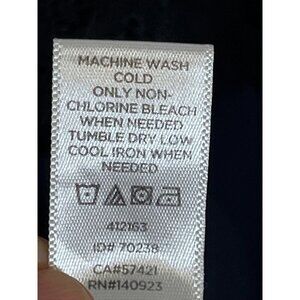 MACHINE WASH
COLD
ONLY NON-
CHLORINE BLEACH
WHEN NEEDED
TUMBLE DRY LOW
COOL IRON WHEN
NEEDED
412163
ID# 70238
CA#57421
RN#140923